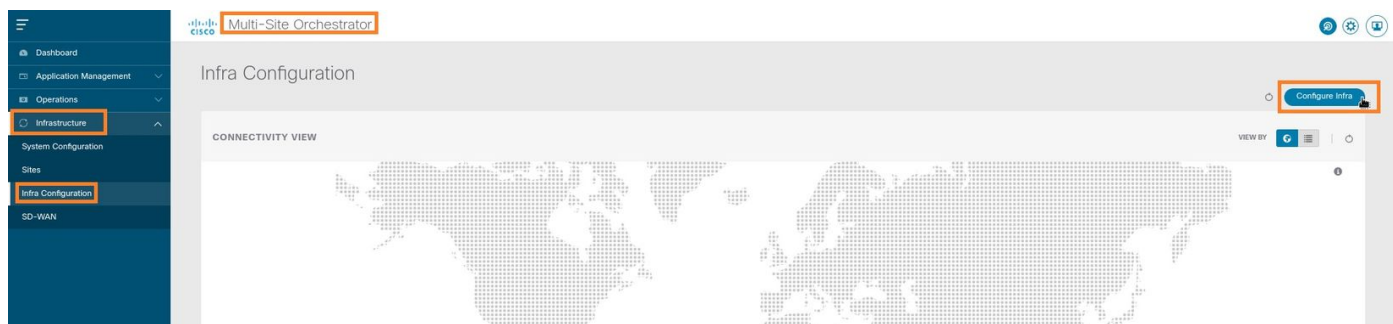 CISCO Multi-Site Orchestrator
Dashboard
Application Management
Operations
Infrastructure
System Configuration
Sites
Infra Configuration
SD-WAN
Infra Configuration
Configure Infra
CONNECTIVITY VIEW
VIEW BY